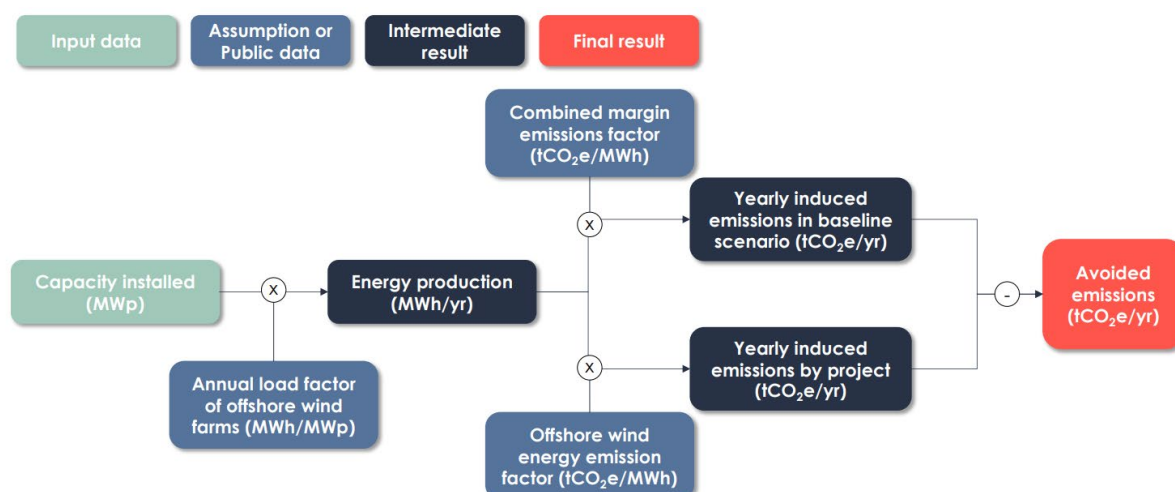 Input data
Assumption or
Public data
Intermediate
result
Final result
Combined margin
emissions factor
(tCO₂e/MWh)
X
Yearly induced
emissions in baseline
scenario (tCO₂e/yr)
Capacity installed
(MWp)
X
Energy production
(MWh/yr)
-
Avoided
emissions
(tCO₂e/yr)
Annual load factor
of offshore wind
farms (MWh/MWp)
X
Yearly induced
emissions by project
(tCO₂e/yr)
Offshore wind
energy emission
factor (tCO₂e/MWh)